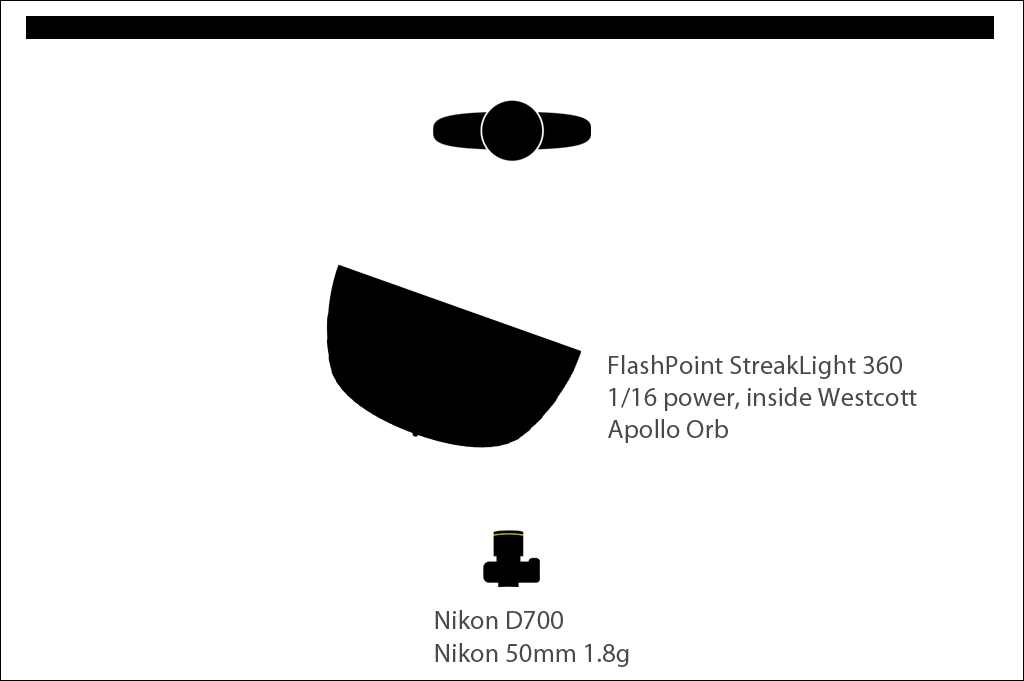 FlashPoint StreakLight 360
1/16 power, inside Westcott
Apollo Orb
Nikon D700
Nikon 50mm 1.8g